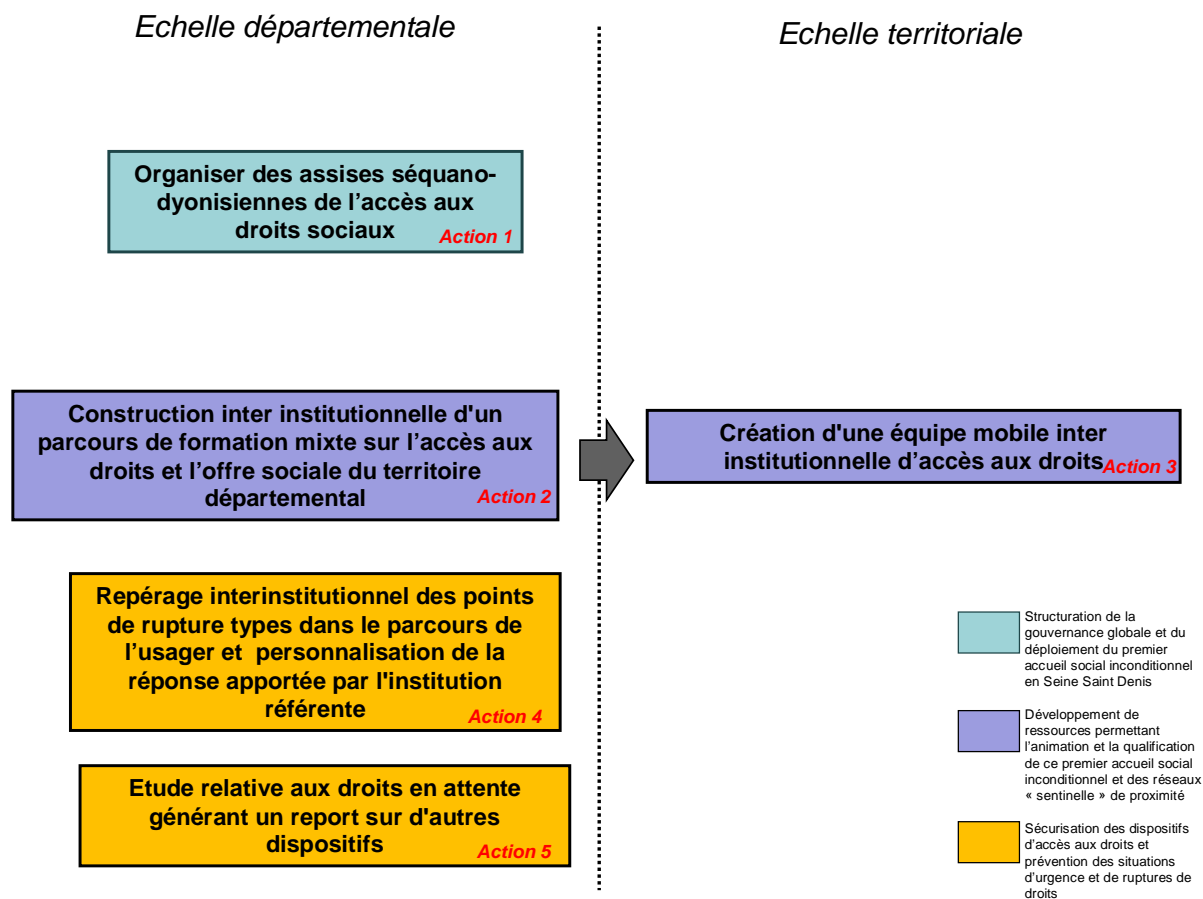 Echelle départementale
Echelle territoriale
Organiser des assises séquano-
dyonisiennes de l'accès aux
droits sociaux
Action 1
Construction inter institutionnelle d'un
parcours de formation mixte sur l'accès aux
droits et l'offre sociale du territoire
départemental
Action 2
Création d'une équipe mobile inter
institutionnelle d'accès aux droits
Action 3
Repérage interinstitutionnel des points
de rupture types dans le parcours de
l'usager et personnalisation de la
réponse apportée par l'institution
référente
Action 4
Etude relative aux droits en attente
générant un report sur d'autres
dispositifs
Action 5
Structuration de la
gouvernance globale et du
déploiement du premier
accueil social inconditionnel
en Seine Saint Denis
Développement de
ressources permettant
l'animation et la qualification
de ce premier accueil social
inconditionnel et des réseaux
« sentinelle » de proximité
Sécurisation des dispositifs
d'accès aux droits et
prévention des situations
d'urgence et de ruptures de
droits